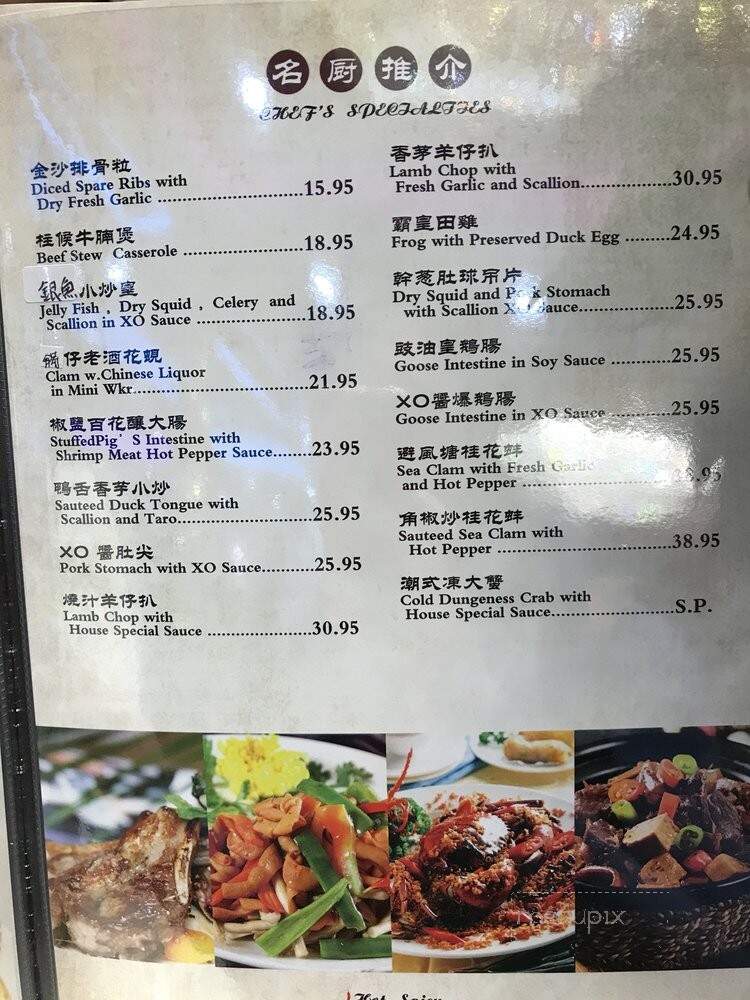 名厨推介
CHEF'S SPECIALTIES
金沙排骨粒
Diced Spare Ribs with
Dry Fresh Garlic ........................15.95
柱候牛腩煲
Beef Stew Casserole ........................18.95
銀魚小炒皇
Jelly Fish , Dry Squid , Celery and
Scallion in XO Sauce ..................18.95
仔老酒花蜆
Clam w.Chinese Liquor
in Mini Wkr...............................21.95
椒鹽百花釀大腸
StuffedPig' S Intestine with
Shrimp Meat Hot Pepper Sauce........23.95
鴨舌香芋小炒
Sauteed Duck Tongue with
Scallion and Taro........................25.95
XO 醬肚尖
Pork Stomach with XO Sauce..........25.95
燒汁羊仔扒
Lamb Chop with
House Special Sauce ..................30.95
香茅羊仔扒
Lamb Chop with
Fresh Garlic and Scallion................30.95
霸皇田雞
Frog with Preserved Duck Egg ........24.95
幹葱肚球吊片
Dry Squid and Pork Stomach
with Scallion XO Sauce................25.95
豉油皇鵝腸
Goose Intestine in Soy Sauce ..........25.95
XO醬爆鵝腸
Goose Intestine in XO Sauce ..........25.95
避風塘桂花蚌
Sea Clam with Fresh Garlic
and Hot Pepper ........................
角椒炒桂花蚌
Sauteed Sea Clam with
Hot Pepper ................................38.95
潮式凍大蟹
Cold Dungeness Crab with
House Special Sauce......................S.P.
Hot Spicy